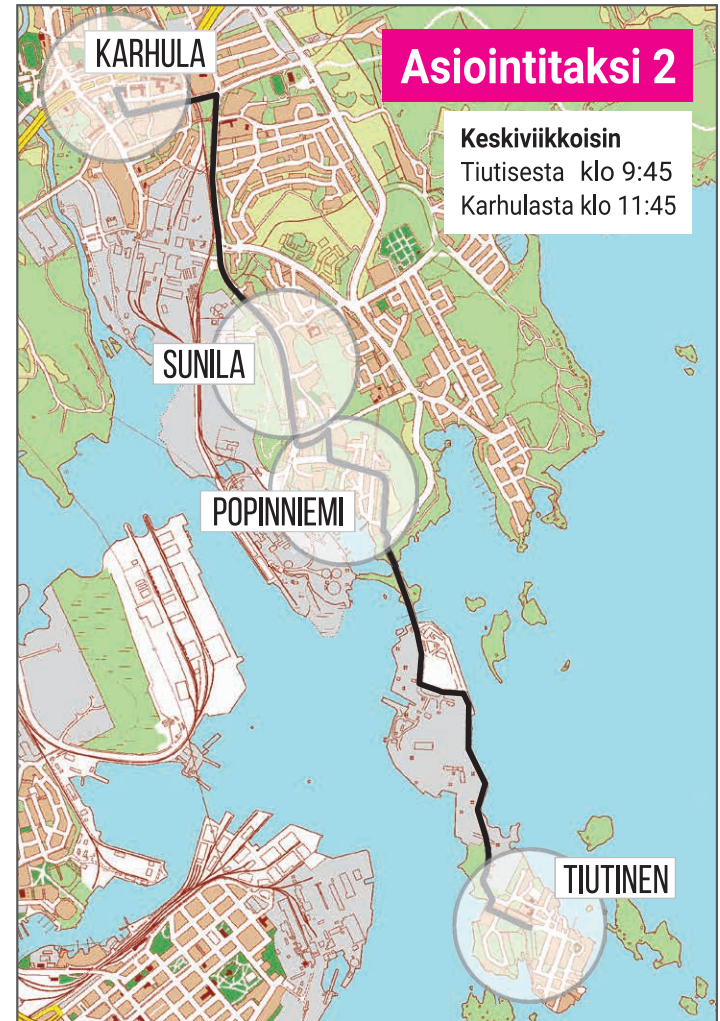 KARHULA
Asiointitaksi 2
Keskiviikkoisin
Tiutisesta klo 9:45
Karhulasta klo 11:45
SUNILA
POPINNIEMI
TIUTINEN